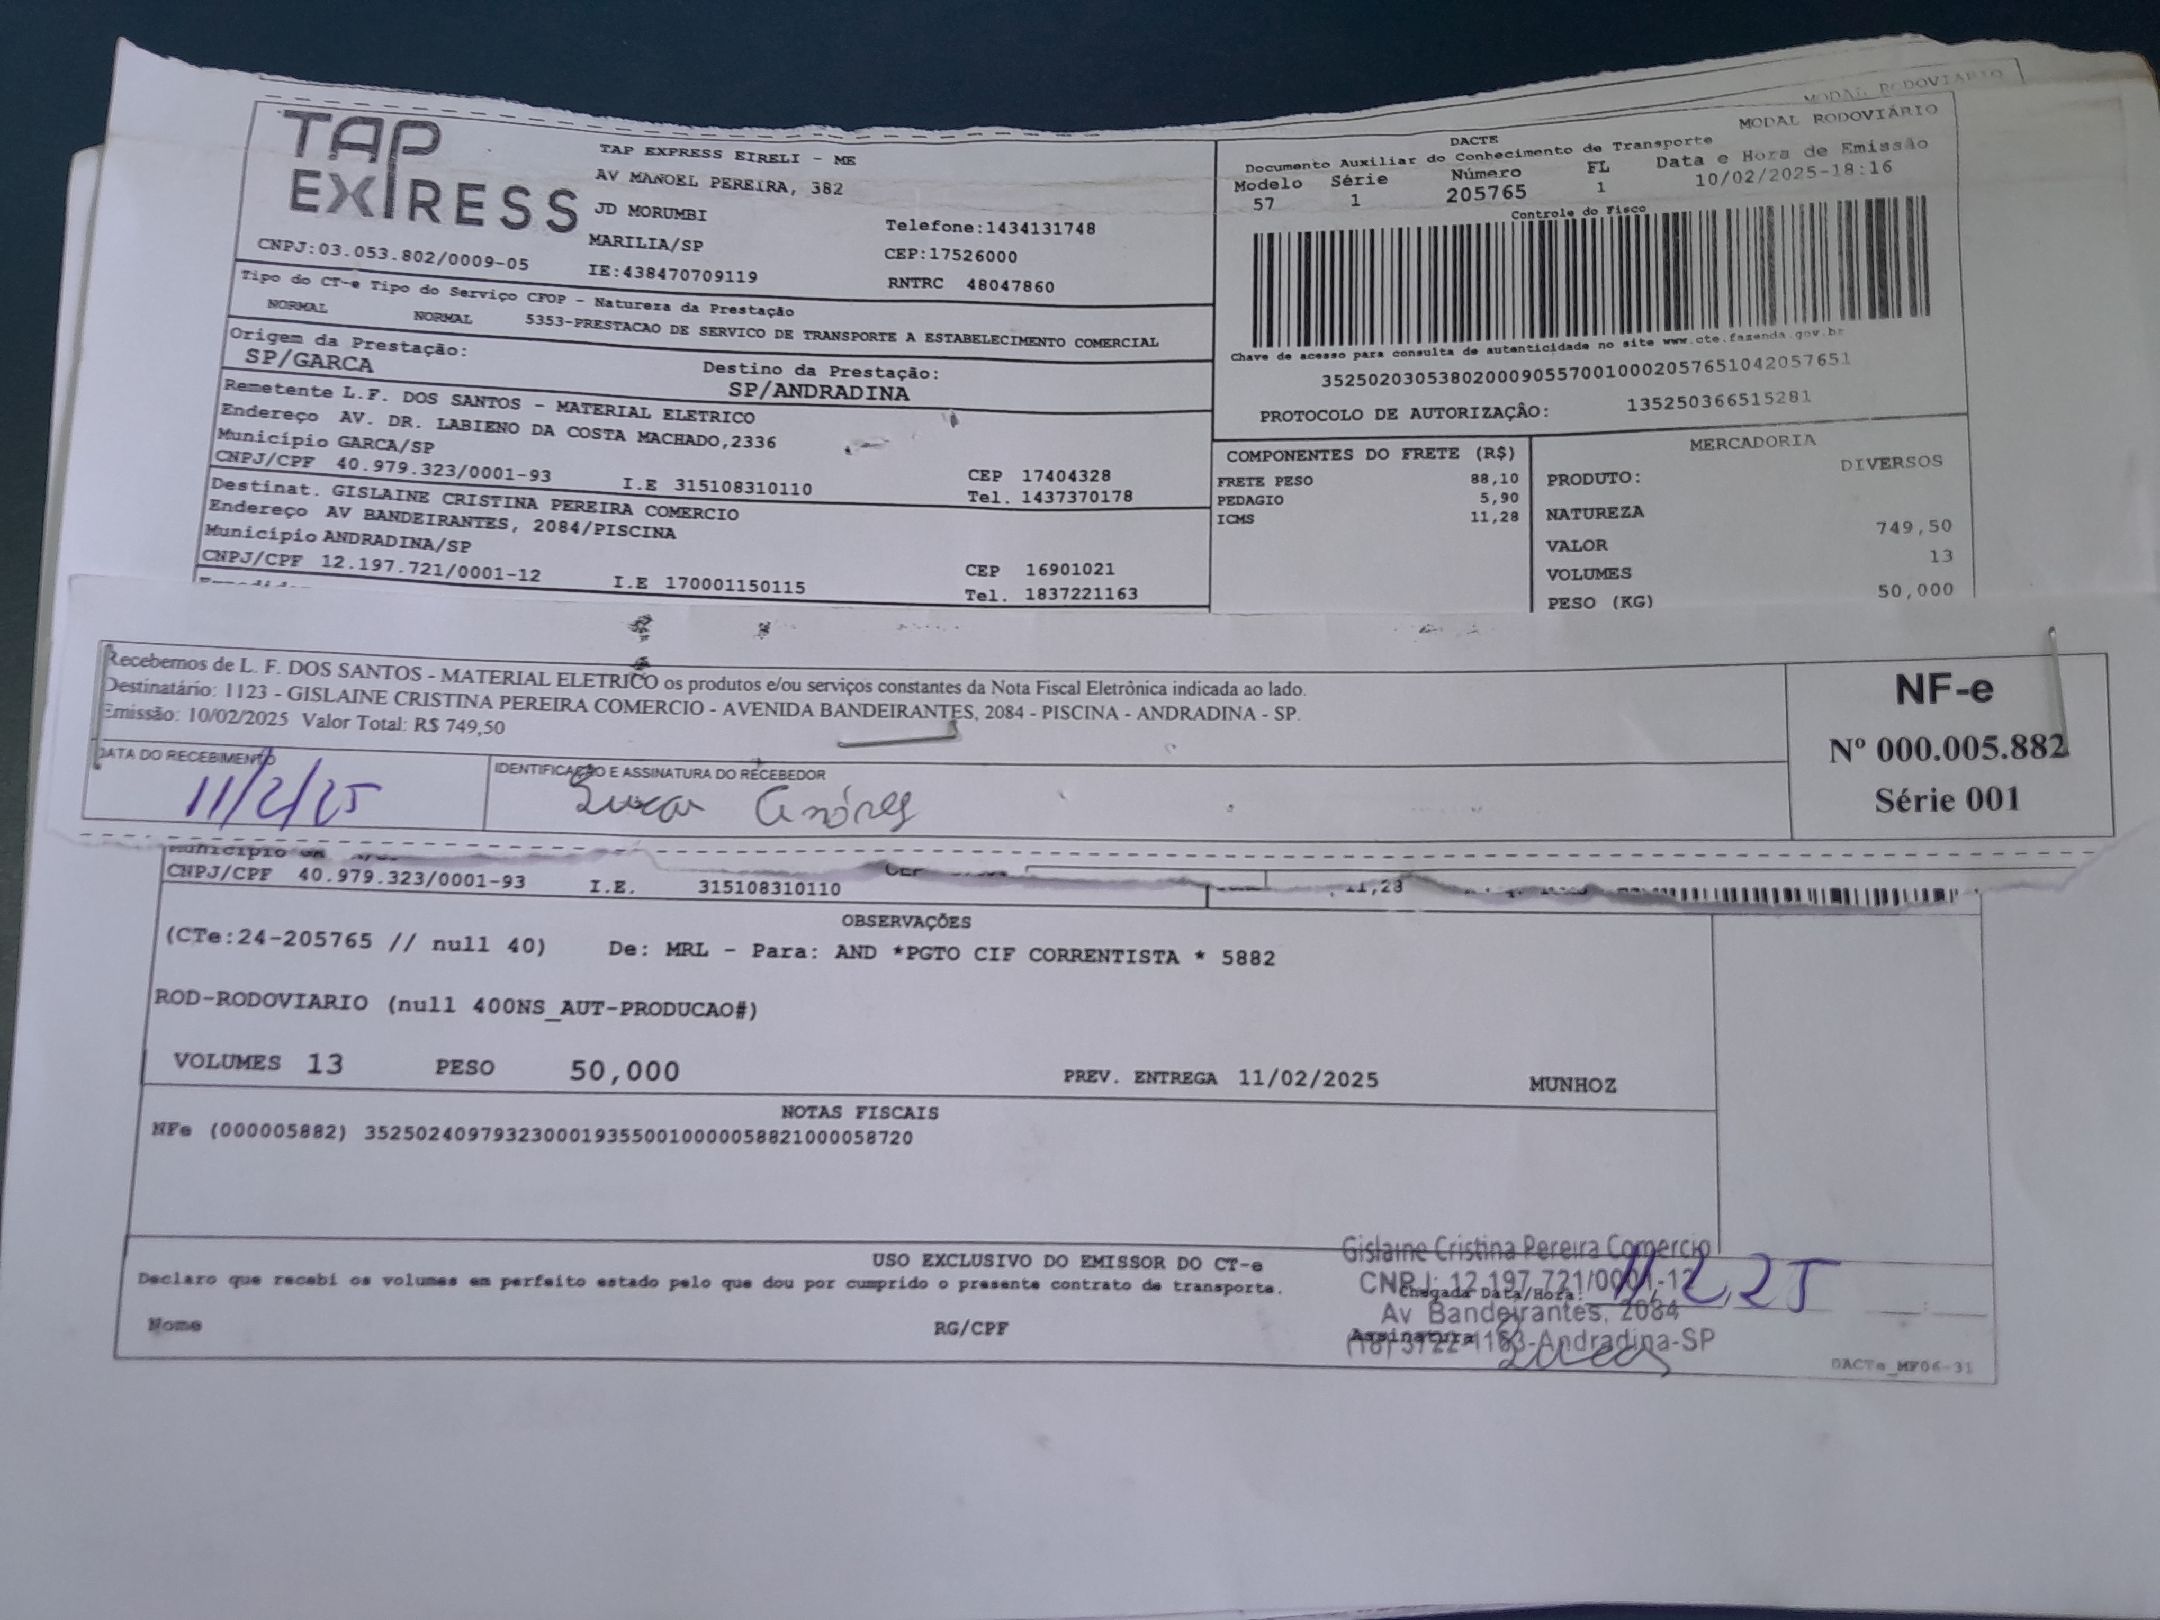 MODAL RODOVIARIO
TAP
EXPRESS
CNPJ:03.053.802/0009-05
TAP EXPRESS EIRELI - ME
AV MANOEL PEREIRA, 382
JD MORUMBI
MARILIA/SP
IE:438470709119
Telefone:1434131748
CEP:17526000
RNTRC 48047860
MODAL RODOVIÁRIO
DACTE
Documento Auxiliar do Conhecimento de Transporte
Modelo Série Número FL Data e Hora de Emissão
57 1 205765 1 10/02/2025-18:16
Controle do Fisco
Chave de acesso para consulta de autenticidade no site www.cte.fazenda.gov.br
35250203053802000905570010002057651042057651
PROTOCOLO DE AUTORIZAÇÃO: 135250366515281
Tipo do CT-e Tipo do Serviço CFOP - Natureza da Prestação
NORMAL NORMAL 5353-PRESTACAO DE SERVICO DE TRANSPORTE A ESTABELECIMENTO COMERCIAL
Origem da Prestação: Destino da Prestação:
SP/GARCA SP/ANDRADINA
Remetente L.F. DOS SANTOS - MATERIAL ELETRICO
Endereço AV. DR. LABIENO DA COSTA MACHADO,2336
Município GARCA/SP CEP 17404328
CNPJ/CPF 40.979.323/0001-93 I.E 315108310110 Tel. 1437370178
Destinat. GISLAINE CRISTINA PEREIRA COMERCIO
Endereço AV BANDEIRANTES, 2084/PISCINA
Município ANDRADINA/SP CEP 16901021
CNPJ/CPF 12.197.721/0001-12 I.E 170001150115 Tel. 1837221163
COMPONENTES DO FRETE (R$)
FRETE PESO 88,10
PEDAGIO 5,90
ICMS 11,28
MERCADORIA
PRODUTO: DIVERSOS
NATUREZA
VALOR 749,50
VOLUMES 13
PESO (KG) 50,000
Recebemos de L. F. DOS SANTOS - MATERIAL ELETRICO os produtos e/ou serviços constantes da Nota Fiscal Eletrônica indicada ao lado.
Destinatário: 1123 - GISLAINE CRISTINA PEREIRA COMERCIO - AVENIDA BANDEIRANTES, 2084 - PISCINA - ANDRADINA - SP.
Emissão: 10/02/2025 Valor Total: R$ 749,50
DATA DO RECEBIMENTO
11/2/25
IDENTIFICAÇÃO E ASSINATURA DO RECEBEDOR
NF-e
Nº 000.005.882
Série 001
Município
CNPJ/CPF 40.979.323/0001-93 I.E. 315108310110
OBSERVAÇÕES
(CTe:24-205765 // null 40) De: MRL - Para: AND *PGTO CIF CORRENTISTA * 5882
ROD-RODOVIARIO (null 400NS_AUT-PRODUCAO#)
VOLUMES 13 PESO 50,000 PREV. ENTREGA 11/02/2025 MUNHOZ
NOTAS FISCAIS
NFe (000005882) 35250240979323000193550010000058821000058720
USO EXCLUSIVO DO EMISSOR DO CT-e
Declaro que recebi os volumes em perfeito estado pelo que dou por cumprido o presente contrato de transporte.
Chegada Data/Hora: 11,2,25
Nome RG/CPF Assinatura
Gislaine Cristina Pereira Comercio
CNPJ: 12.197.721/0001-12
Av Bandeirantes, 2084
(18) 3722-1163-Andradina-SP
DACTe_MF06-31